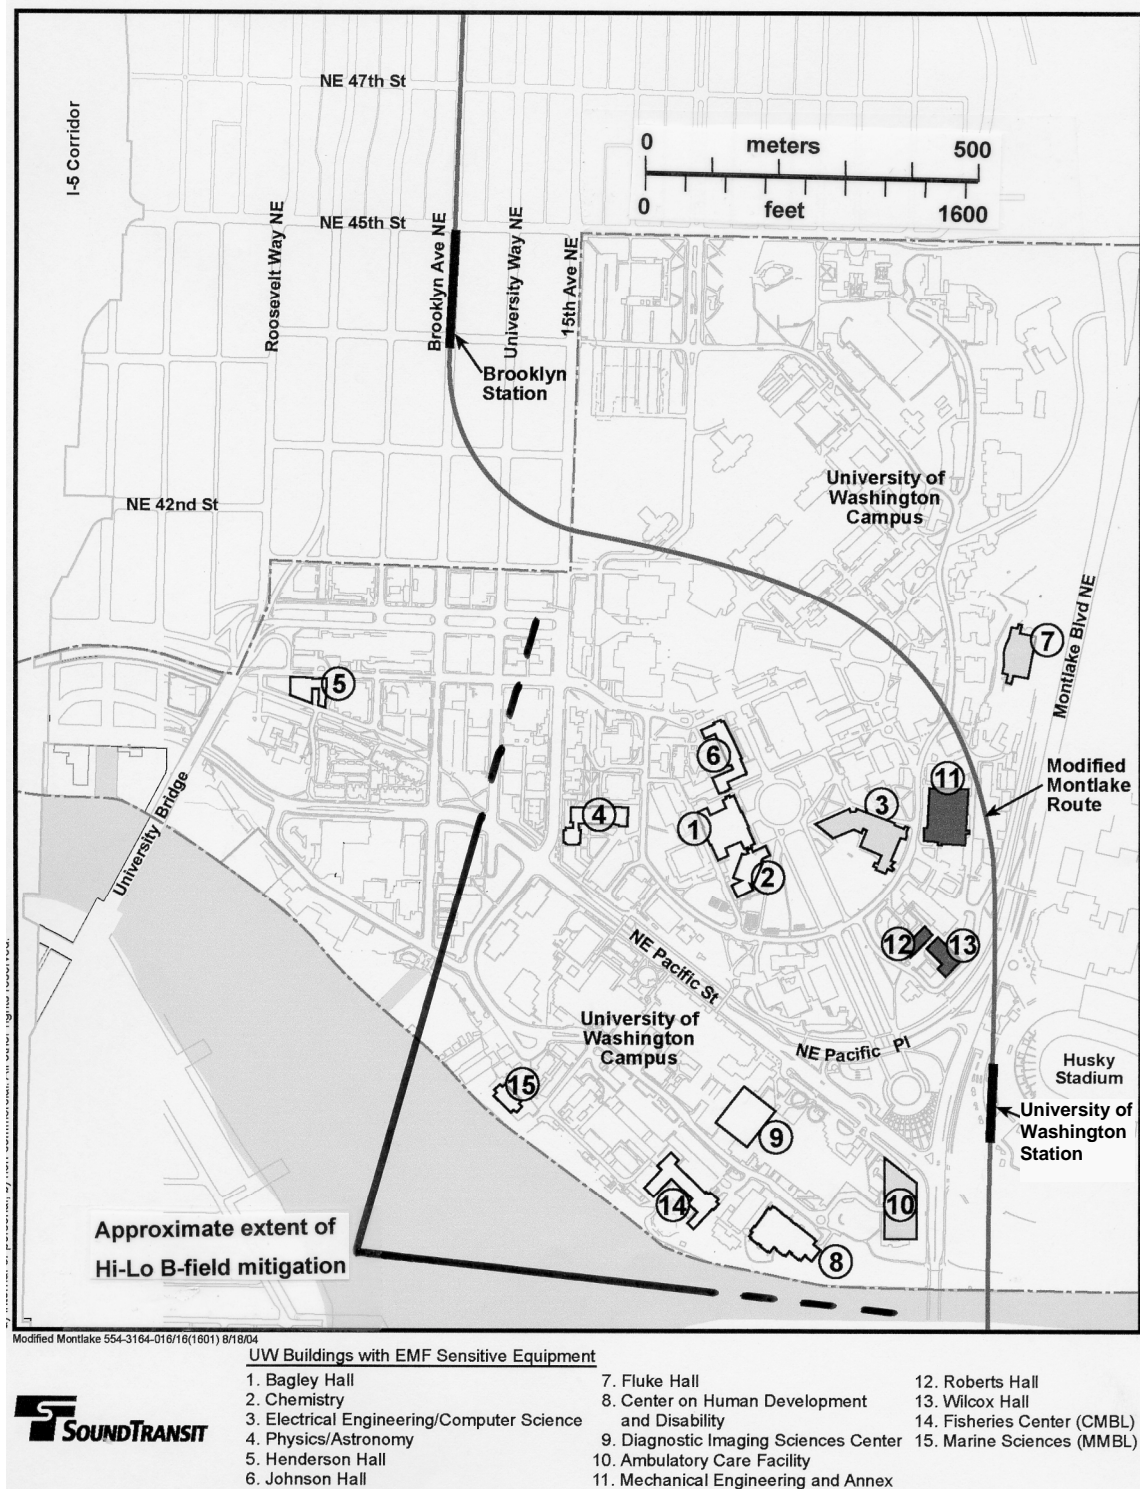 NE 47th St
I-5 Corridor
0 meters 500
0 feet 1600
NE 45th St
Roosevelt Way NE
Brooklyn Ave NE
University Way NE
15th Ave NE
Brooklyn
Station
University of
Washington
Campus
NE 42nd St
Montlake Blvd NE
7
5
6
Modified
Montlake
Route
11
3
4
1
2
University Bridge
12
13
NE Pacific St
University of
Washington
Campus
NE Pacific Pl
Husky
Stadium
15
University of
Washington
Station
9
14
10
8
Approximate extent of
Hi-Lo B-field mitigation
Modified Montlake 554-3164-016/16(1601) 8/18/04
UW Buildings with EMF Sensitive Equipment
1. Bagley Hall
2. Chemistry
3. Electrical Engineering/Computer Science
4. Physics/Astronomy
5. Henderson Hall
6. Johnson Hall
7. Fluke Hall
8. Center on Human Development
and Disability
9. Diagnostic Imaging Sciences Center
10. Ambulatory Care Facility
11. Mechanical Engineering and Annex
12. Roberts Hall
13. Wilcox Hall
14. Fisheries Center (CMBL)
15. Marine Sciences (MMBL)
SOUNDTRANSIT